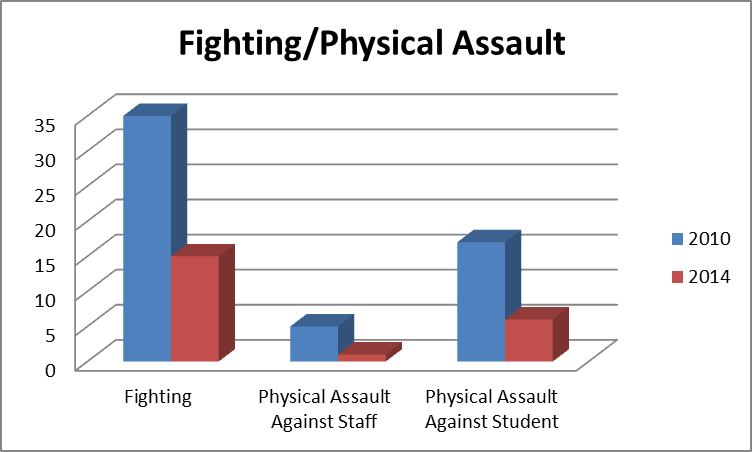 Fighting/Physical Assault
35
30
25
20
15
10
5
0
Fighting
Physical Assault
Against Staff
Physical Assault
Against Student
2010
2014